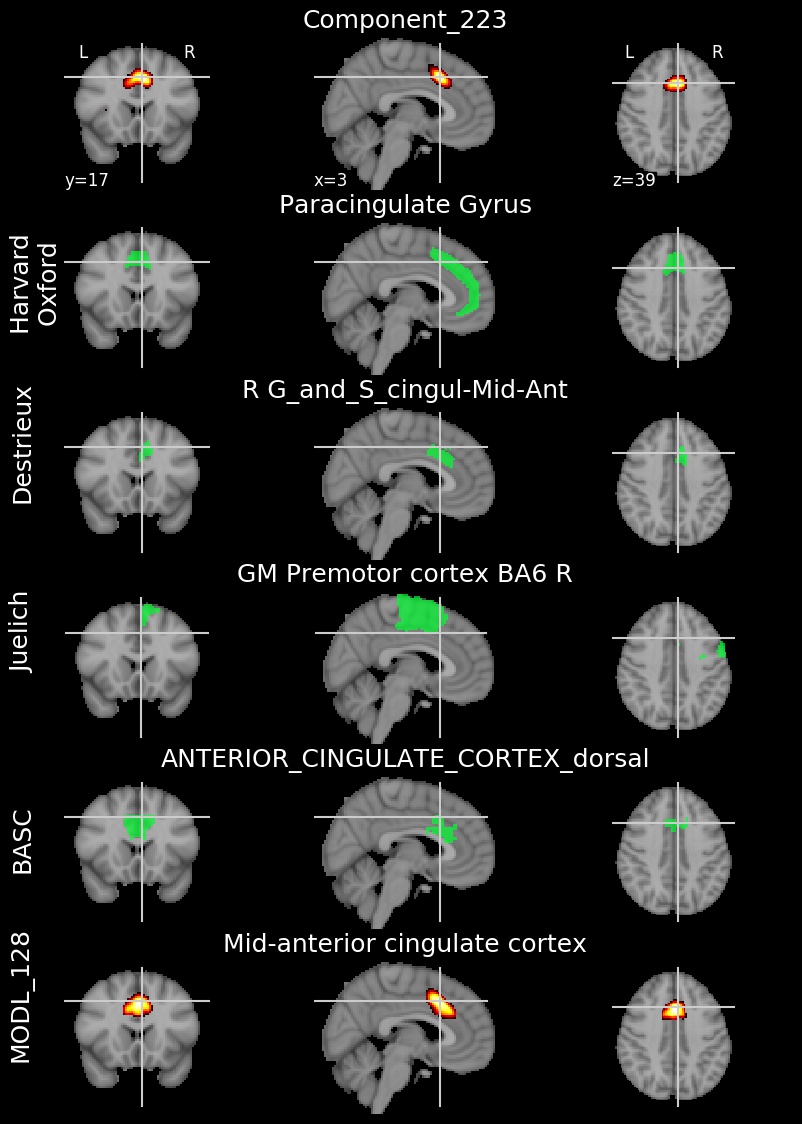 Component_223
L R L R
y=17 x=3 z=39
Paracingulate Gyrus
Harvard
Oxford
R G_and_S_cingul-Mid-Ant
Destrieux
GM Premotor cortex BA6 R
Juelich
ANTERIOR_CINGULATE_CORTEX_dorsal
BASC
Mid-anterior cingulate cortex
MODL_128